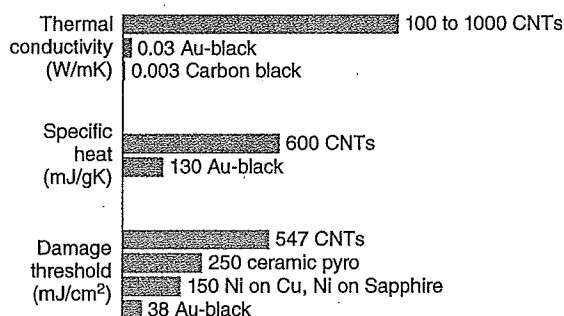 Thermal
conductivity
(W/mK)
100 to 1000 CNTs
0.03 Au-black
0.003 Carbon black
Specific
heat
(mJ/gK)
600 CNTs
130 Au-black
Damage
threshold
(mJ/cm²)
547 CNTs
250 ceramic pyro
150 Ni on Cu, Ni on Sapphire
38 Au-black